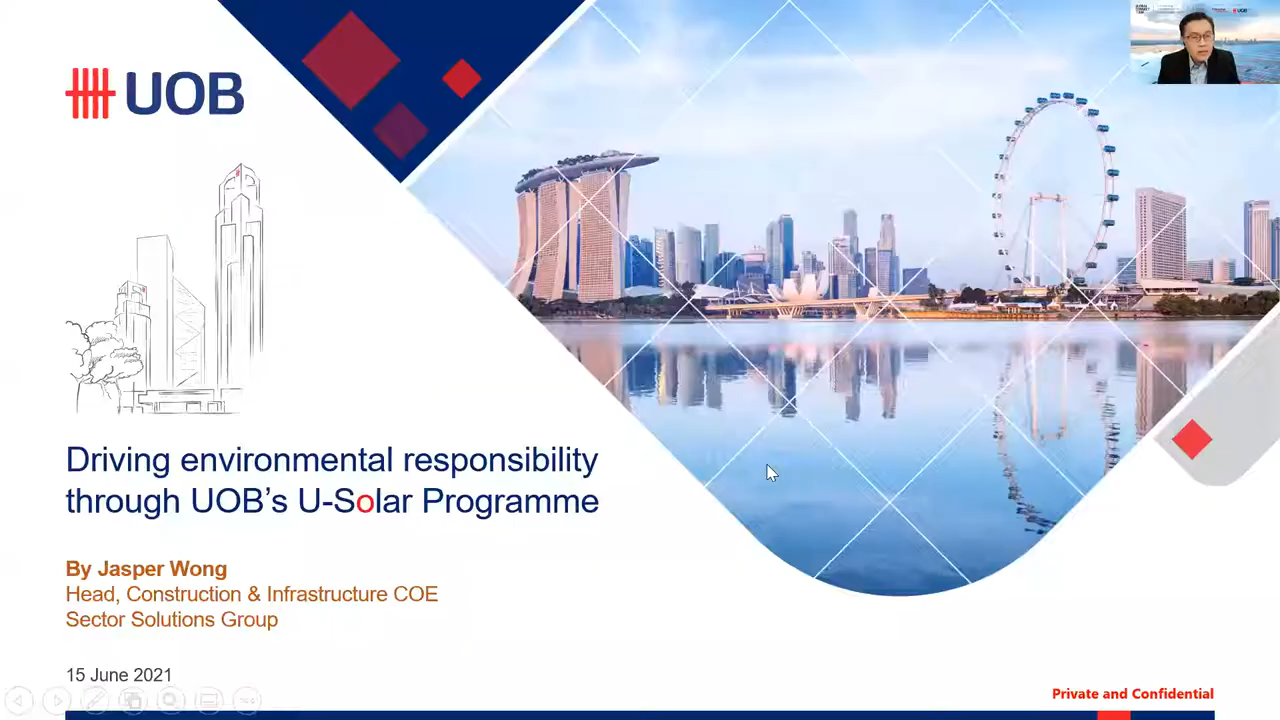 UOB
Driving environmental responsibility
through UOB's U-Solar Programme
By Jasper Wong
Head, Construction & Infrastructure COE
Sector Solutions Group
15 June 2021
Private and Confidential